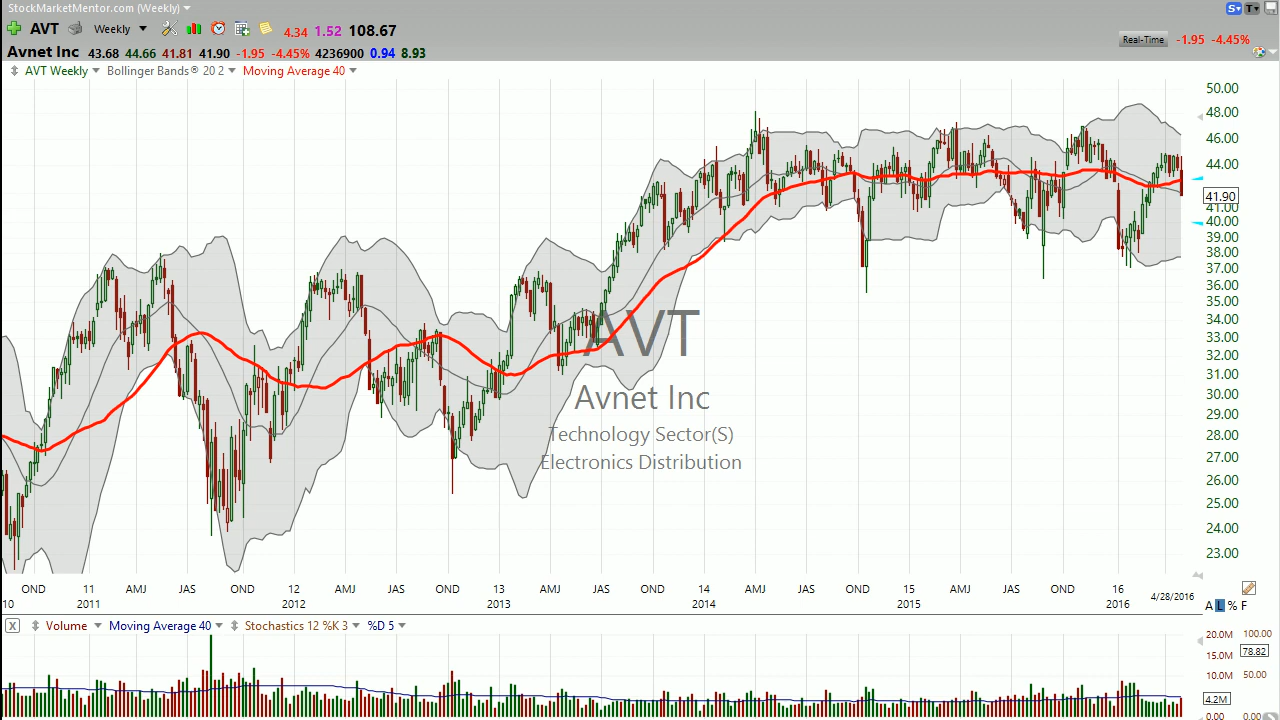 StockMarketMentor.com (Weekly)
S T
AVT Weekly 4.34 1.52 108.67
Avnet Inc 43.68 44.66 41.81 41.90 -1.95 -4.45% 4236900 0.94 8.93
Real-Time -1.95 -4.45%
AVT Weekly Bollinger Bands® 20 2 Moving Average 40
50.00
48.00
46.00
44.00
41.90
41.00
40.00
39.00
38.00
37.00
36.00
35.00
34.00
33.00
32.00
31.00
30.00
29.00
28.00
27.00
26.00
25.00
24.00
23.00
AVT
Avnet Inc
Technology Sector(S)
Electronics Distribution
OND 11 AMJ JAS OND 12 AMJ JAS OND 13 AMJ JAS OND 14 AMJ JAS OND 15 AMJ JAS OND 16
10 2011 2012 2013 2014 2015 2016 4/28/2016
A L % F
X Volume Moving Average 40 Stochastics 12 %K 3 %D 5
20.0M 100.00
78.82
15.0M
10.0M 50.00
4.2M
0.00 0.00